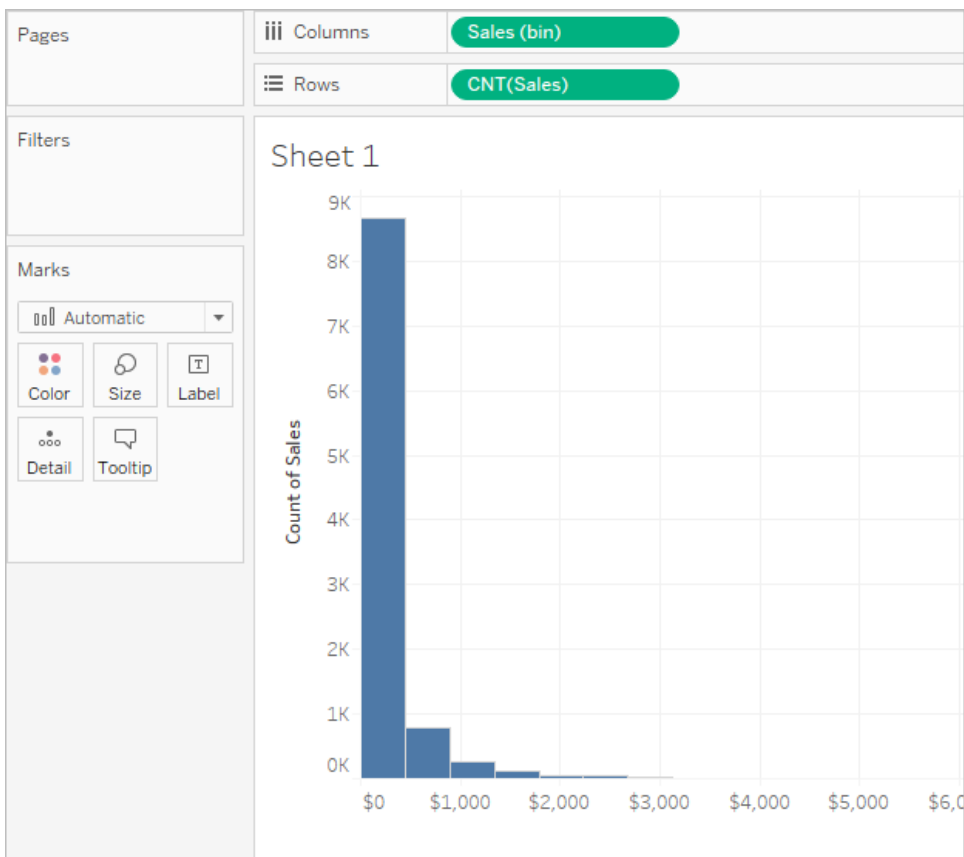 Pages
Columns
Sales (bin)
Rows
CNT(Sales)
Filters
Sheet 1
Marks
Automatic
Color
Size
T
Label
Detail
Tooltip
Count of Sales
9K
8K
7K
6K
5K
4K
3K
2K
1K
0K
$0 $1,000 $2,000 $3,000 $4,000 $5,000